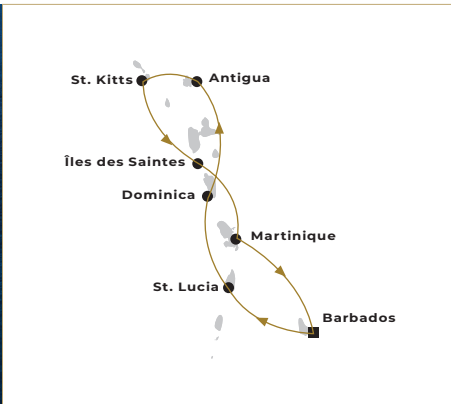 St. Kitts
Antigua
Îles des Saintes
Dominica
Martinique
St. Lucia
Barbados